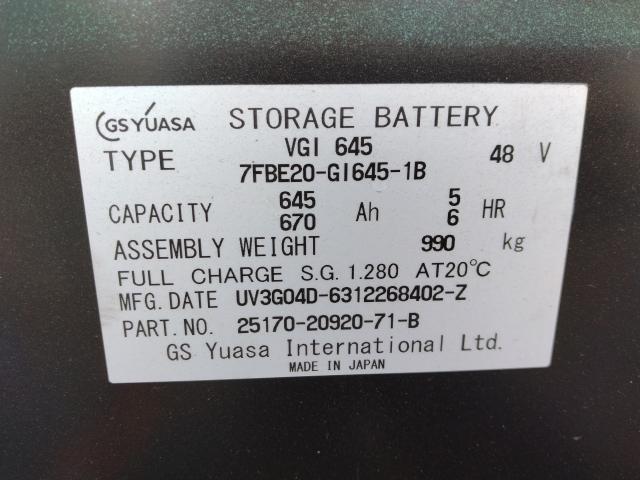 GS YUASA STORAGE BATTERY
TYPE VGI 645 48 V
7FBE20-GI645-1B
CAPACITY 645 Ah 5 HR
670 6
ASSEMBLY WEIGHT 990 kg
FULL CHARGE S.G. 1.280 AT20℃
MFG. DATE UV3G04D-6312268402-Z
PART. NO. 25170-20920-71-B
GS Yuasa International Ltd.
MADE IN JAPAN